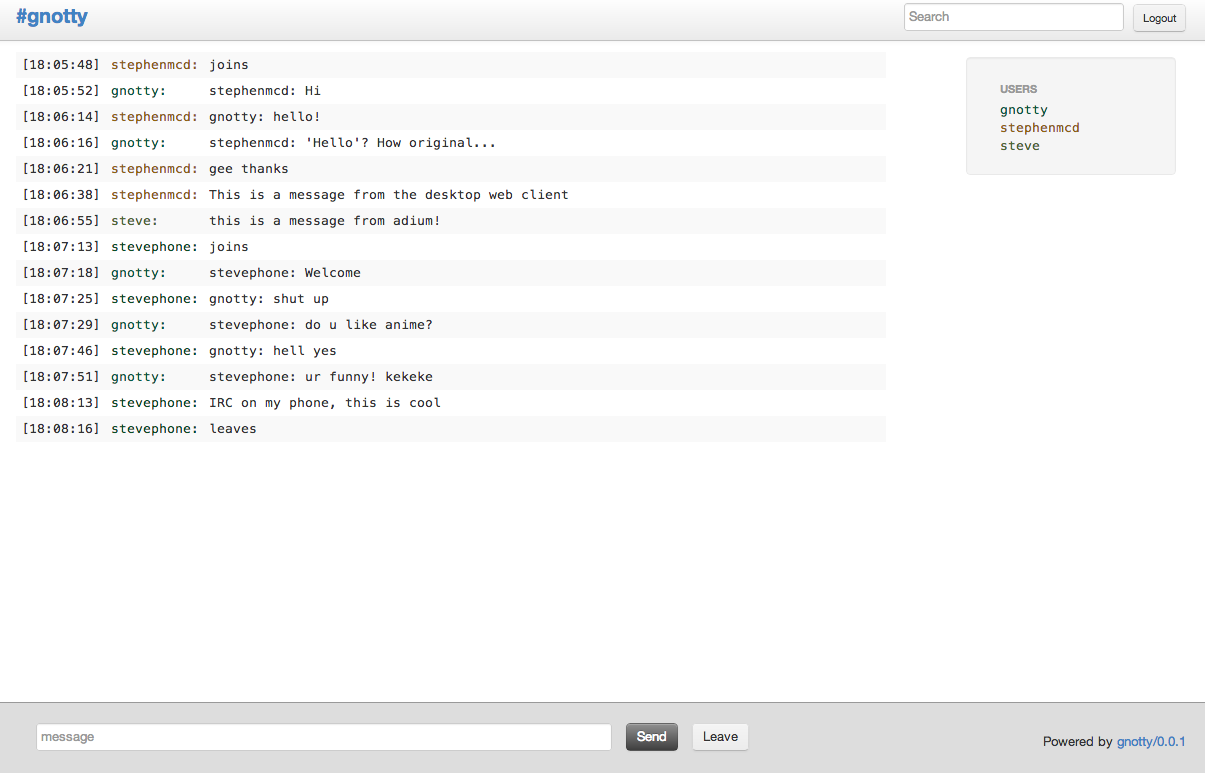 #gnotty
Search
Logout
[18:05:48] stephenmcd: joins
[18:05:52] gnotty: stephenmcd: Hi
[18:06:14] stephenmcd: gnotty: hello!
[18:06:16] gnotty: stephenmcd: 'Hello'? How original...
[18:06:21] stephenmcd: gee thanks
[18:06:38] stephenmcd: This is a message from the desktop web client
[18:06:55] steve: this is a message from adium!
[18:07:13] stevephone: joins
[18:07:18] gnotty: stevephone: Welcome
[18:07:25] stevephone: gnotty: shut up
[18:07:29] gnotty: stevephone: do u like anime?
[18:07:46] stevephone: gnotty: hell yes
[18:07:51] gnotty: stevephone: ur funny! kekeke
[18:08:13] stevephone: IRC on my phone, this is cool
[18:08:16] stevephone: leaves
USERS
gnotty
stephenmcd
steve
message
Send
Leave
Powered by gnotty/0.0.1